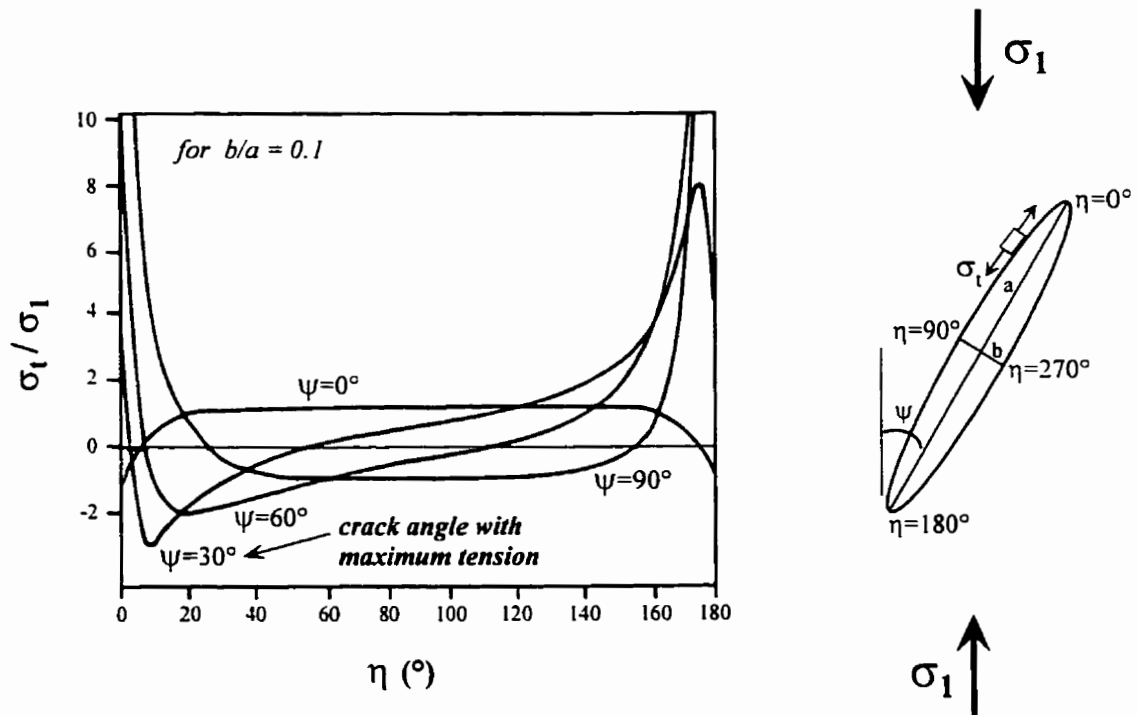 for b/a = 0.1
σt / σ1
10
8
6
4
2
0
-2
ψ=0°
ψ=90°
ψ=60°
ψ=30°
crack angle with
maximum tension
0 20 40 60 80 100 120 140 160 180
η (°)
σ1
η=0°
σt
a
η=90°
b
η=270°
ψ
η=180°
σ1